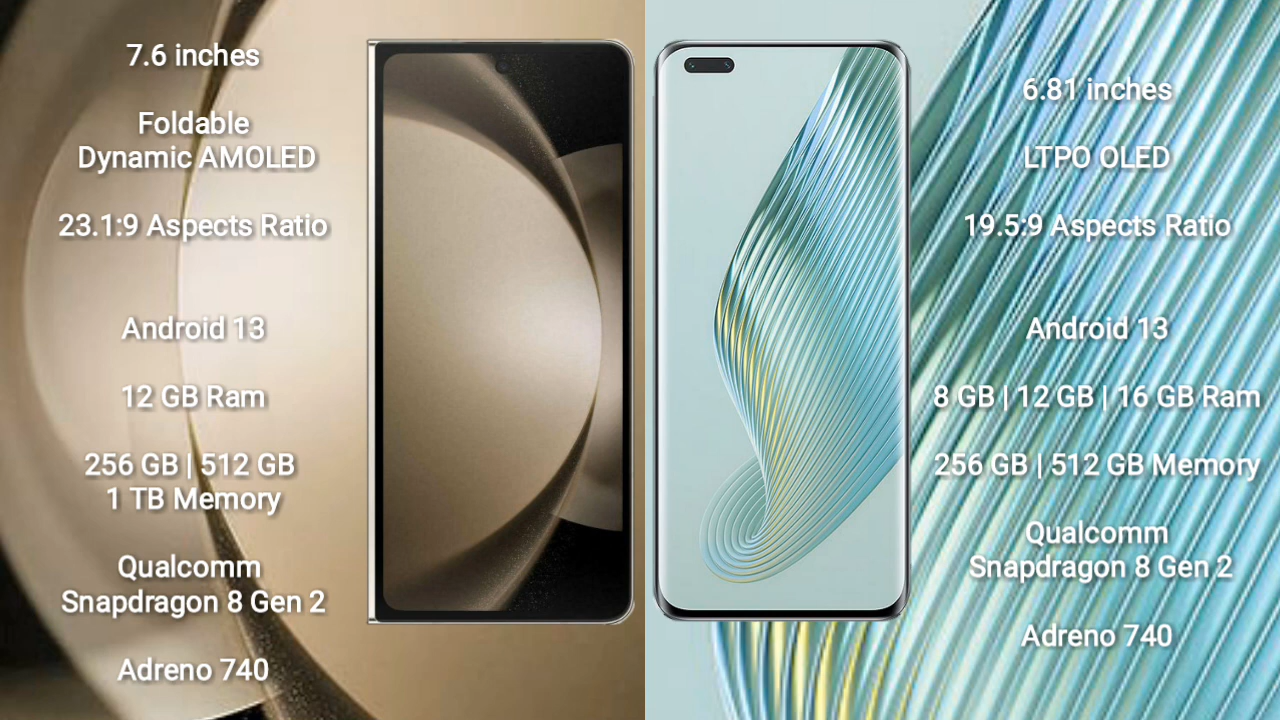 7.6 inches
Foldable
Dynamic AMOLED
23.1:9 Aspects Ratio
Android 13
12 GB Ram
256 GB | 512 GB
1 TB Memory
Qualcomm
Snapdragon 8 Gen 2
Adreno 740
6.81 inches
LTPO OLED
19.5:9 Aspects Ratio
Android 13
8 GB | 12 GB | 16 GB Ram
256 GB | 512 GB Memory
Qualcomm
Snapdragon 8 Gen 2
Adreno 740